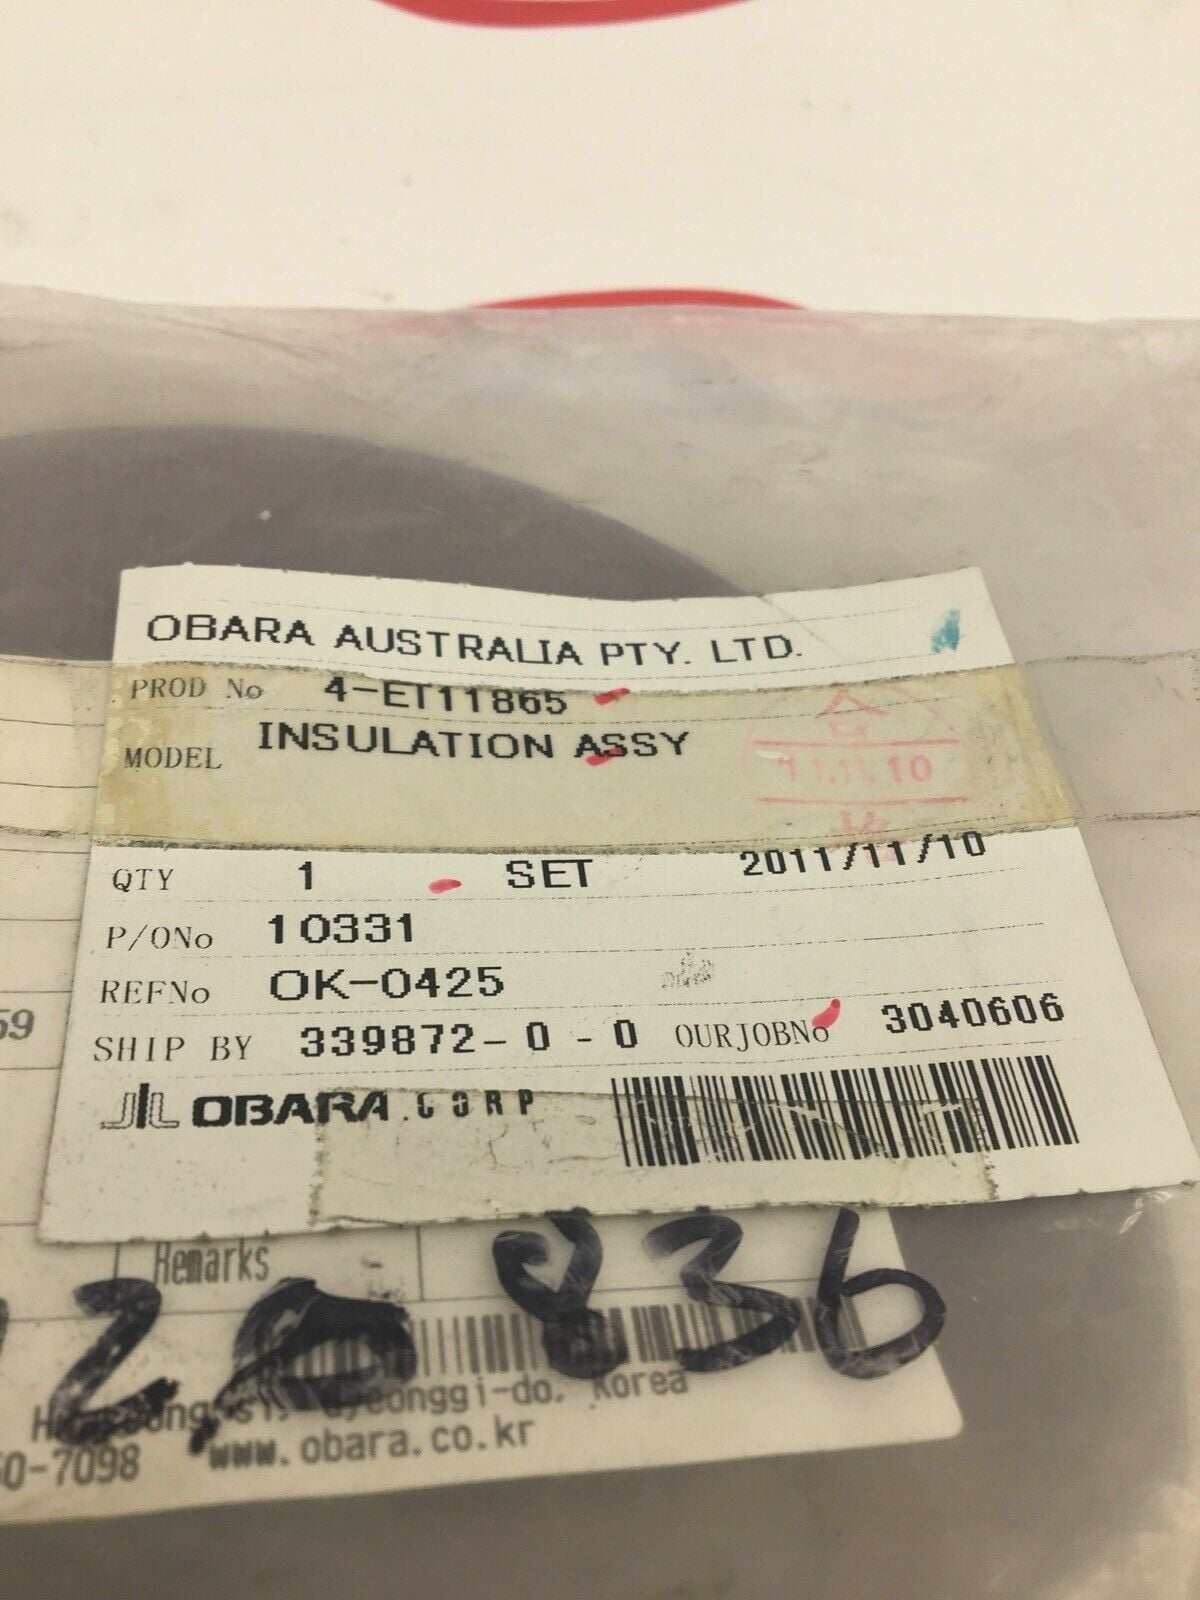 OBARA AUSTRALIA PTY. LTD.
PROD No 4-ET11865
MODEL INSULATION ASSY
11.11.10
QTY 1 SET 2011/11/10
P/ONo 10331
REFNo OK-0425
SHIP BY 339872-0-0 OURJOBNo 3040606
OBARA.CORP
59
Remarks
836
Gyeonggi-do, Korea
0-7098 www.obara.co.kr